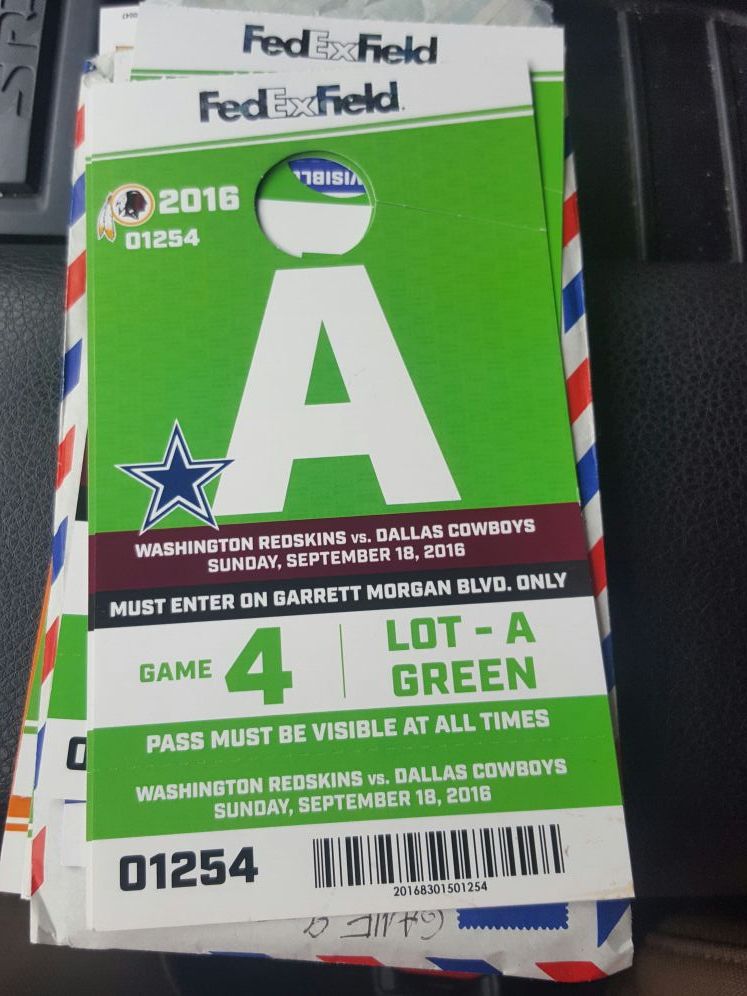 FedExField
FedExField
VISIBLE
2016
01254
A
WASHINGTON REDSKINS vs. DALLAS COWBOYS
SUNDAY, SEPTEMBER 18, 2016
MUST ENTER ON GARRETT MORGAN BLVD. ONLY
GAME 4
LOT - A
GREEN
PASS MUST BE VISIBLE AT ALL TIMES
WASHINGTON REDSKINS vs. DALLAS COWBOYS
SUNDAY, SEPTEMBER 18, 2016
01254
20168301501254